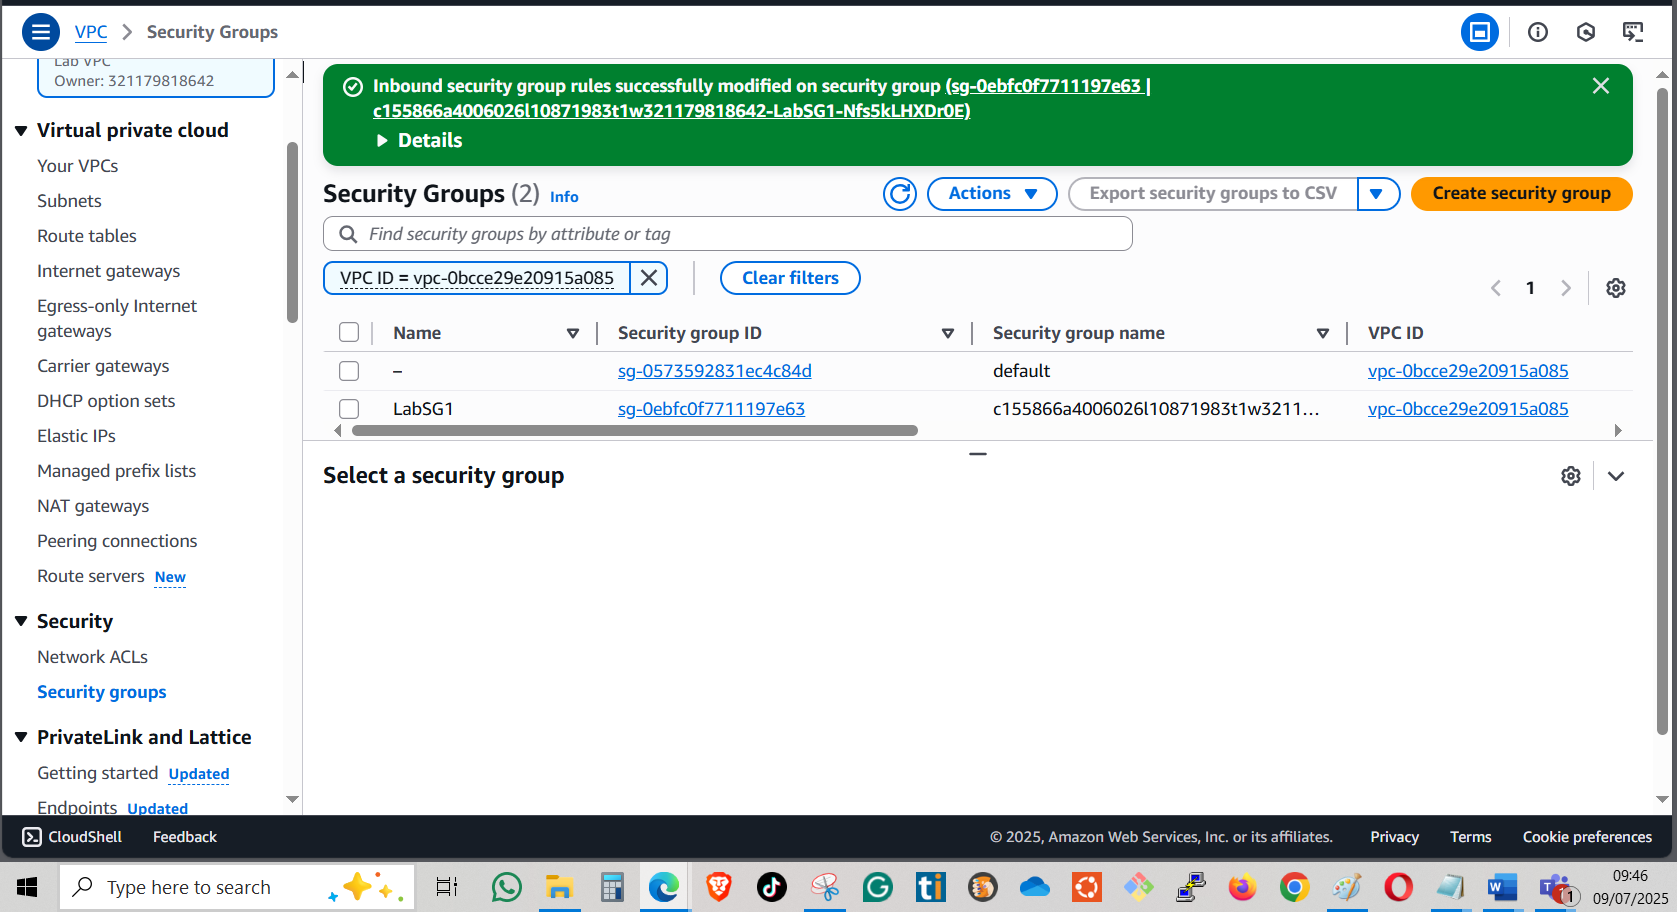 VPC
Security Groups
Lab VPC
Owner: 321179818642
Virtual private cloud
Your VPCs
Subnets
Route tables
Internet gateways
Egress-only Internet
gateways
Carrier gateways
DHCP option sets
Elastic IPs
Managed prefix lists
NAT gateways
Peering connections
Route servers New
Security
Network ACLs
Security groups
PrivateLink and Lattice
Getting started Updated
Endpoints Updated
Inbound security group rules successfully modified on security group (sg-0ebfc0f7711197e63 |
c155866a4006026l10871983t1w321179818642-LabSG1-Nfs5kLHXDr0E)
Details
Security Groups (2) Info
Actions
Export security groups to CSV
Create security group
Find security groups by attribute or tag
VPC ID = vpc-0bcce29e20915a085
Clear filters
1
Name Security group ID Security group name VPC ID
– sg-0573592831ec4c84d default vpc-0bcce29e20915a085
LabSG1 sg-0ebfc0f7711197e63 c155866a4006026l10871983t1w3211... vpc-0bcce29e20915a085
Select a security group
CloudShell Feedback © 2025, Amazon Web Services, Inc. or its affiliates. Privacy Terms Cookie preferences
Type here to search
09:46
09/07/2025